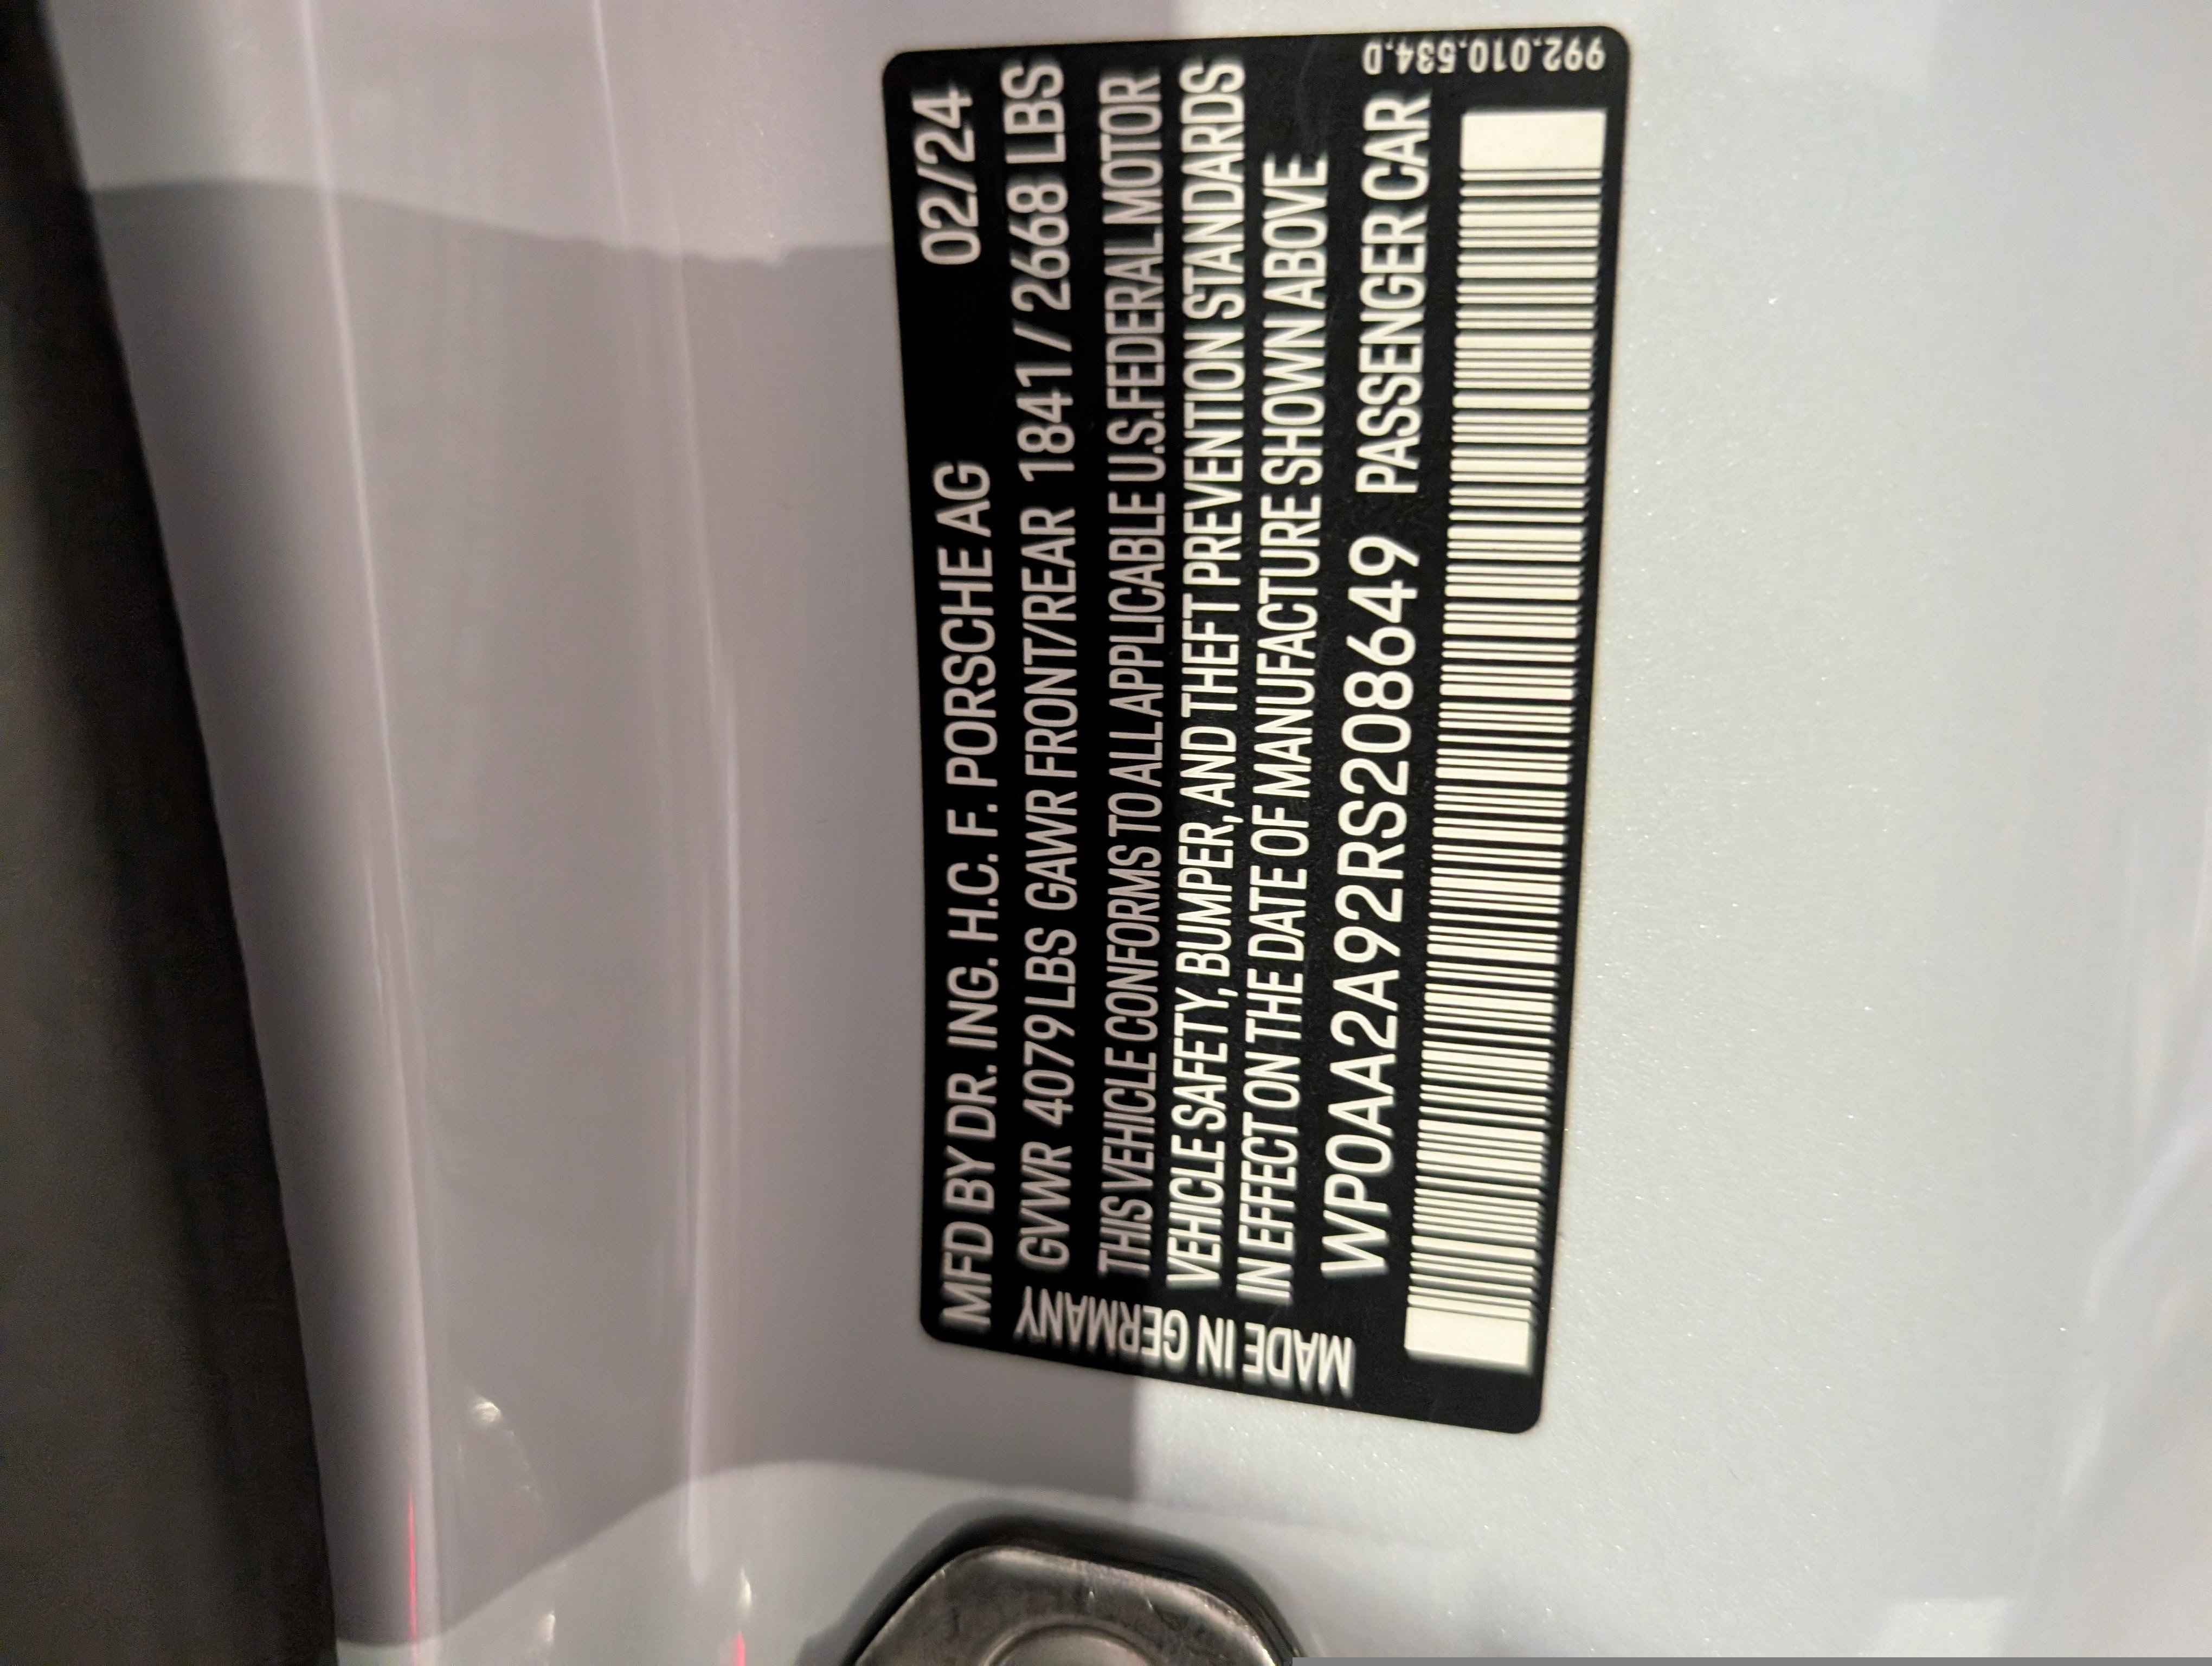 MFD BY DR. ING. H.C. F. PORSCHE AG 02/24
GVWR 4079 LBS GAWR FRONT/REAR 1841 / 2668 LBS
THIS VEHICLE CONFORMS TO ALL APPLICABLE U.S. FEDERAL MOTOR
VEHICLE SAFETY, BUMPER, AND THEFT PREVENTION STANDARDS
IN EFFECT ON THE DATE OF MANUFACTURE SHOWN ABOVE
WP0AA2A92RS208649 PASSENGER CAR
MADE IN GERMANY
992.010.534.D